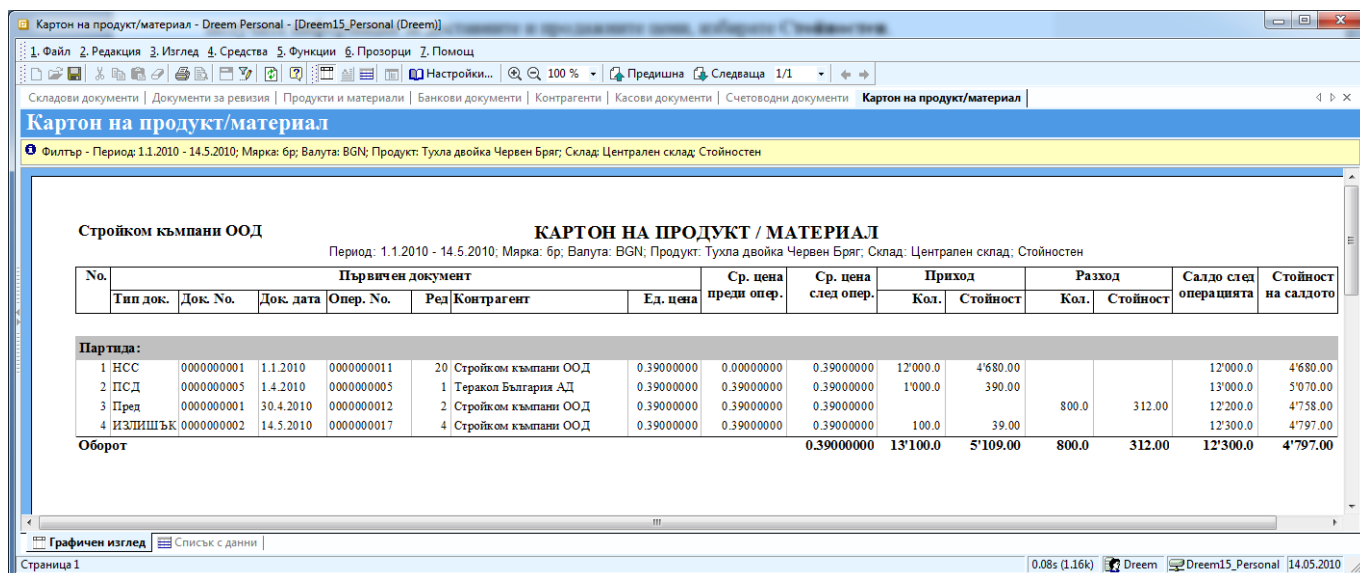 Картон на продукт/материал - Dreem Personal - [Dreem15_Personal (Dreem)]
1. Файл 2. Редакция 3. Изглед 4. Средства 5. Функции 6. Прозорци 7. Помощ
Настройки... 100 % Предишна Следваща 1/1
Складови документи | Документи за ревизия | Продукти и материали | Банкови документи | Контрагенти | Касови документи | Счетоводни документи Картон на продукт/материал
Картон на продукт/материал
Филтър - Период: 1.1.2010 - 14.5.2010; Мярка: бр; Валута: BGN; Продукт: Тухла двойка Червен Бряг; Склад: Централен склад; Стойностен
Стройком къмпани ООД КАРТОН НА ПРОДУКТ / МАТЕРИАЛ
Период: 1.1.2010 - 14.5.2010; Мярка: бр; Валута: BGN; Продукт: Тухла двойка Червен Бряг; Склад: Централен склад; Стойностен
No. Първичен документ Ср. цена преди опер. Ср. цена след опер. Приход Разход Салдо след операцията Стойност на салдото
Тип док. Док. No. Док. дата Опер. No. Ред Контрагент Ед. цена Кол. Стойност Кол. Стойност
Партида:
1 НСС 0000000001 1.1.2010 0000000011 20 Стройком къмпани ООД 0.39000000 0.00000000 0.39000000 12'000.0 4'680.00 12'000.0 4'680.00
2 ПСД 0000000005 1.4.2010 0000000005 1 Теракол България АД 0.39000000 0.39000000 0.39000000 1'000.0 390.00 13'000.0 5'070.00
3 Пред 0000000001 30.4.2010 0000000012 2 Стройком къмпани ООД 0.39000000 0.39000000 0.39000000 800.0 312.00 12'200.0 4'758.00
4 ИЗЛИШЪК 0000000002 14.5.2010 0000000017 4 Стройком къмпани ООД 0.39000000 0.39000000 0.39000000 100.0 39.00 12'300.0 4'797.00
Оборот 0.39000000 13'100.0 5'109.00 800.0 312.00 12'300.0 4'797.00
Графичен изглед Списък с данни
Страница 1 0.08s (1.16k) Dreem Dreem15_Personal 14.05.2010